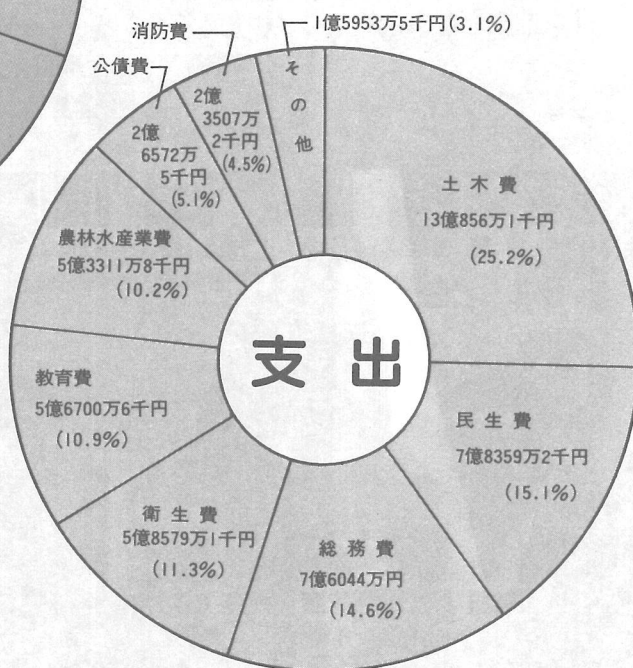 支出
土木費
13億856万1千円
(25.2%)
民生費
7億8359万2千円
(15.1%)
総務費
7億6044万円
(14.6%)
衛生費
5億8579万1千円
(11.3%)
教育費
5億6700万6千円
(10.9%)
農林水産業費
5億3311万8千円
(10.2%)
公債費
2億
6572万
5千円
(5.1%)
消防費
2億
3507万
2千円
(4.5%)
その他
1億5953万5千円(3.1%)